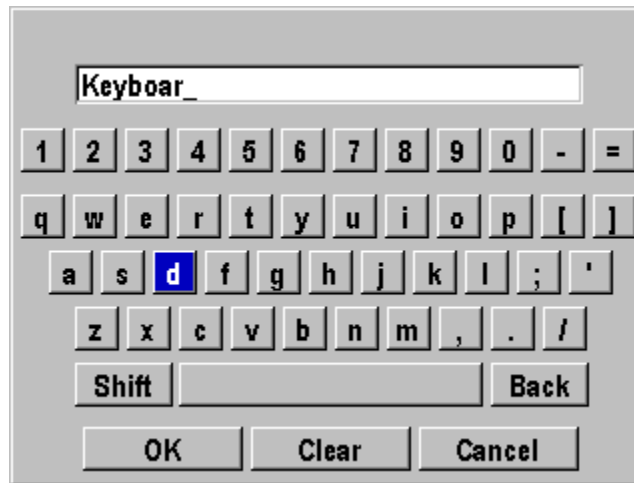 Keyboar_
1 2 3 4 5 6 7 8 9 0 - =
q w e r t y u i o p [ ]
a s d f g h j k l ; '
z x c v b n m , . /
Shift Back
OK Clear Cancel